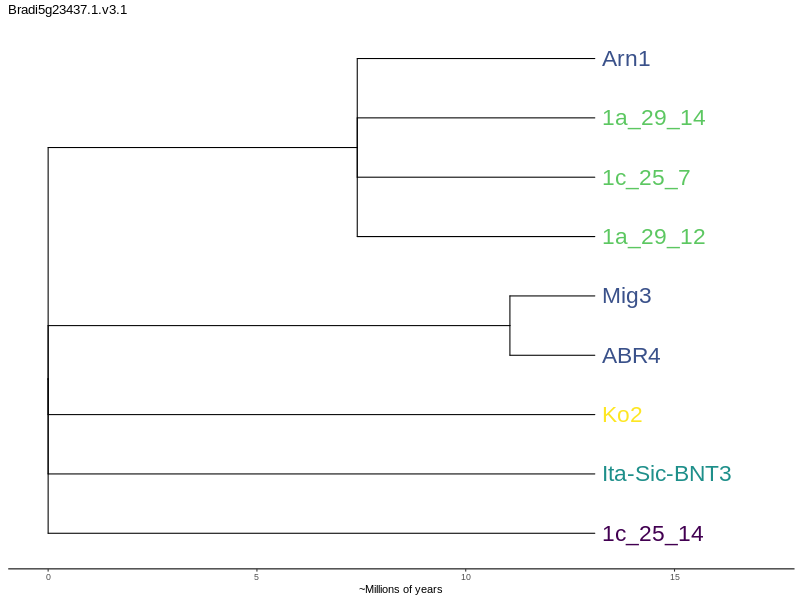 Bradi5g23437.1.v3.1
Arn1
1a_29_14
1c_25_7
1a_29_12
Mig3
ABR4
Ko2
Ita-Sic-BNT3
1c_25_14
0 5 10 15
~Millions of years